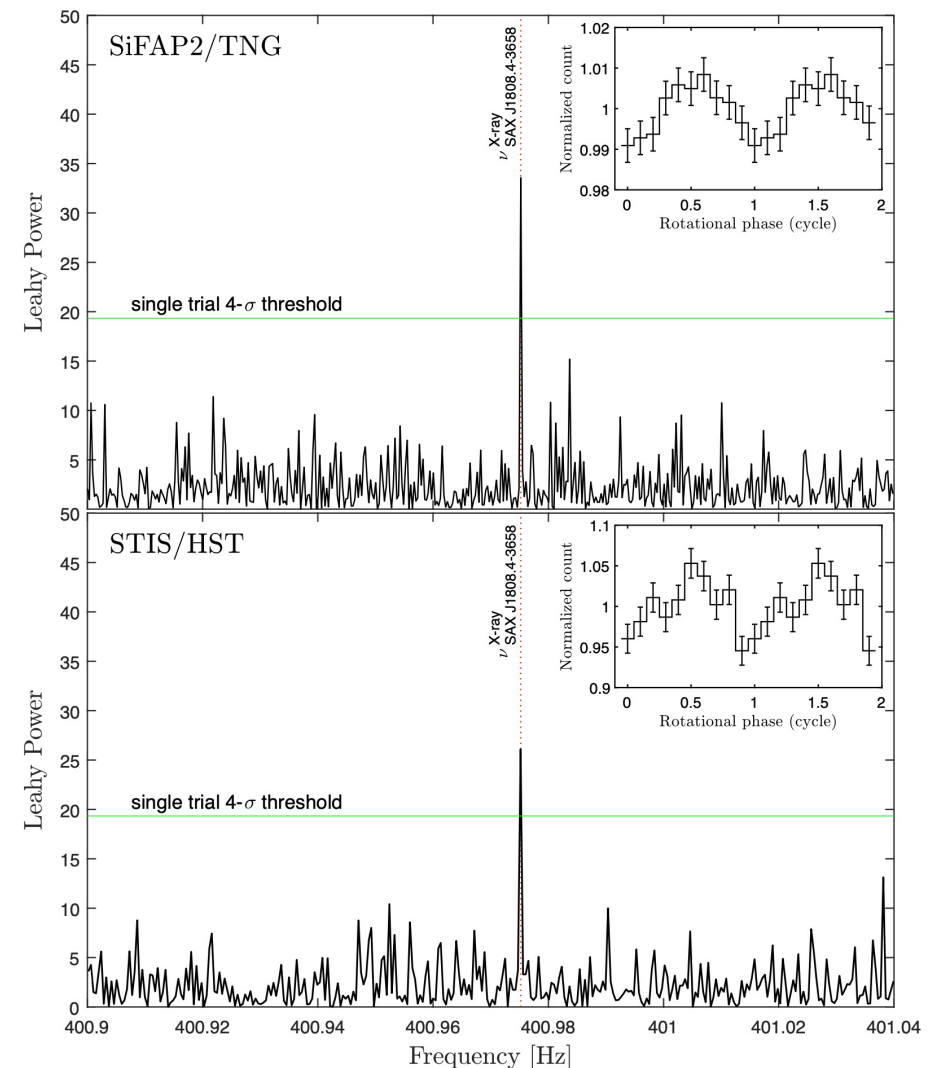 50
SiFAP2/TNG
45
40
35
30
25
20
15
10
5
Leahy Power
single trial 4-σ threshold
ν X-ray SAX J1808.4-3658
1.02
1.01
1
0.99
0.98
Normalized count
0 0.5 1 1.5 2
Rotational phase (cycle)
50
STIS/HST
45
40
35
30
25
20
15
10
5
0
Leahy Power
single trial 4-σ threshold
ν X-ray SAX J1808.4-3658
1.1
1.05
1
0.95
0.9
Normalized count
0 0.5 1 1.5 2
Rotational phase (cycle)
400.9 400.92 400.94 400.96 400.98 401 401.02 401.04
Frequency [Hz]